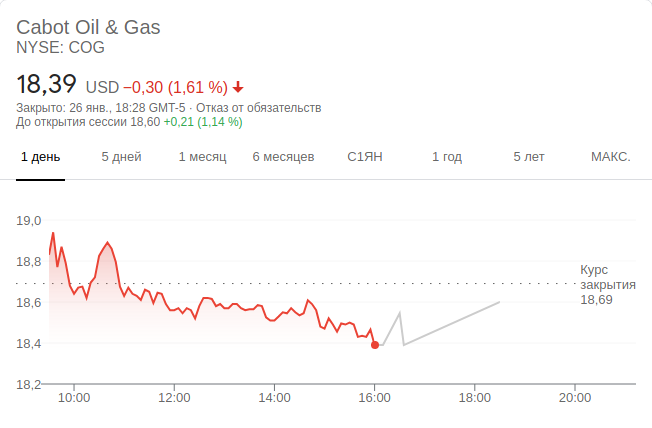 Cabot Oil & Gas
NYSE: COG
18,39 USD −0,30 (1,61 %)
Закрыто: 26 янв., 18:28 GMT-5 · Отказ от обязательств
До открытия сессии 18,60 +0,21 (1,14 %)
1 день 5 дней 1 месяц 6 месяцев С1ЯН 1 год 5 лет МАКС.
19,0
18,8
Курс
закрытия
18,69
18,6
18,4
18,2
10:00 12:00 14:00 16:00 18:00 20:00